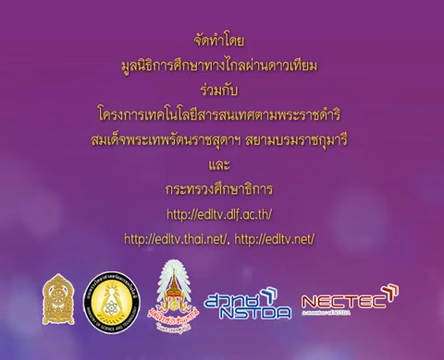 จัดทำโดย
มูลนิธิการศึกษาทางไกลผ่านดาวเทียม
ร่วมกับ
โครงการเทคโนโลยีสารสนเทศตามพระราชดำริ
สมเด็จพระเทพรัตนราชสุดาฯ สยามบรมราชกุมารี
และ
กระทรวงศึกษาธิการ
http://edltv.dlf.ac.th/
http://edltv.thai.net/, http://edltv.net/
สวทช
NSTDA
NECTEC